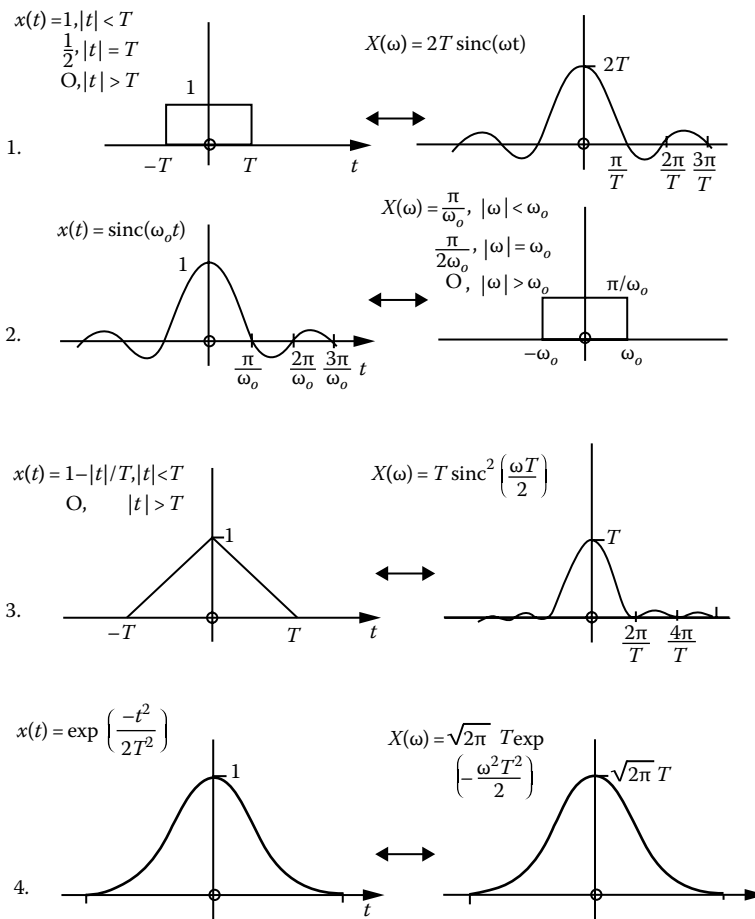 x(t) = 1, |t| < T
1/2, |t| = T
O, |t| > T
1
1.
−T
T
t
X(ω) = 2T sinc(ωt)
2T
π/T
2π/T
3π/T
x(t) = sinc(ω_o t)
1
2.
π/ω_o
2π/ω_o
3π/ω_o
t
X(ω) = π/ω_o, |ω| < ω_o
π/2ω_o, |ω| = ω_o
O, |ω| > ω_o
π/ω_o
−ω_o
ω_o
x(t) = 1−|t|/T, |t|<T
O, |t| > T
1
3.
−T
T
t
X(ω) = T sinc² (ωT/2)
T
2π/T
4π/T
x(t) = exp (−t²/2T²)
1
4.
t
X(ω) = √2π T exp
(−ω²T²/2)
√2π T